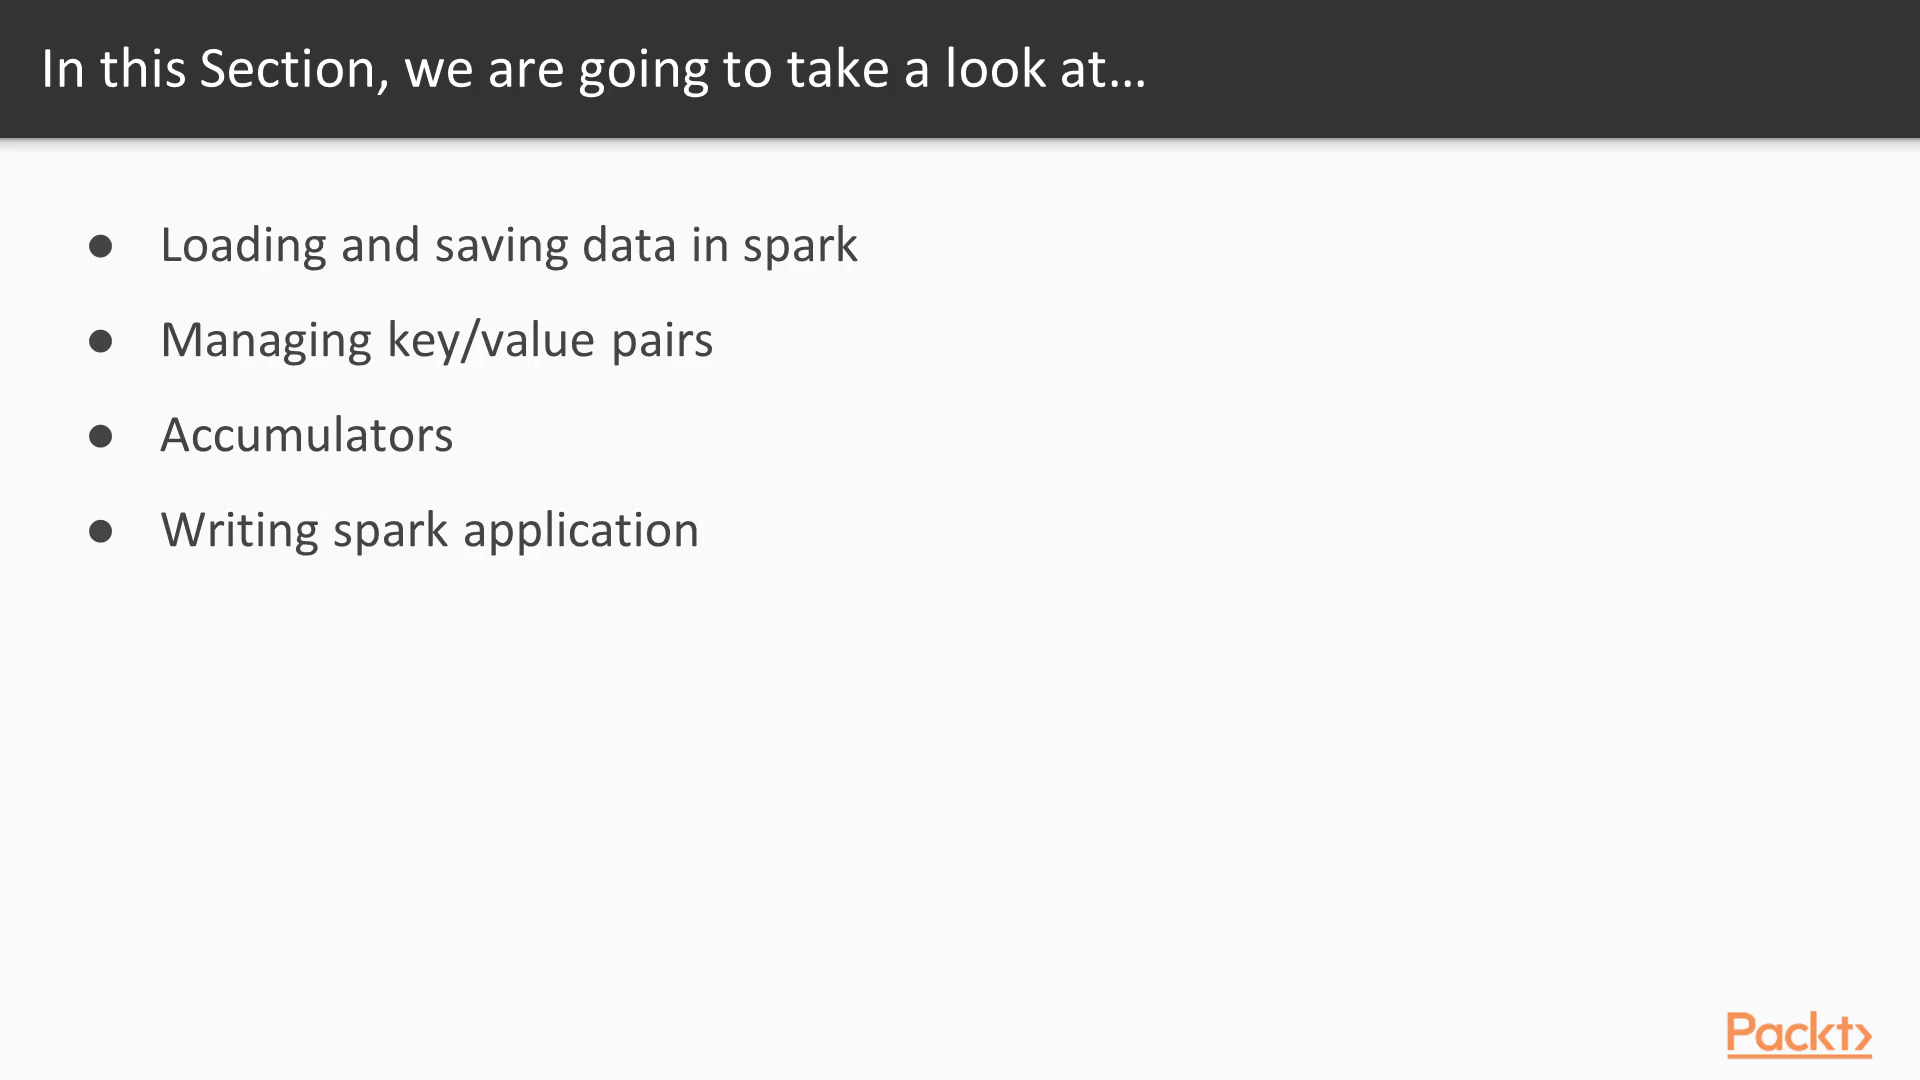 In this Section, we are going to take a look at...
● Loading and saving data in spark
● Managing key/value pairs
● Accumulators
● Writing spark application
Packt>